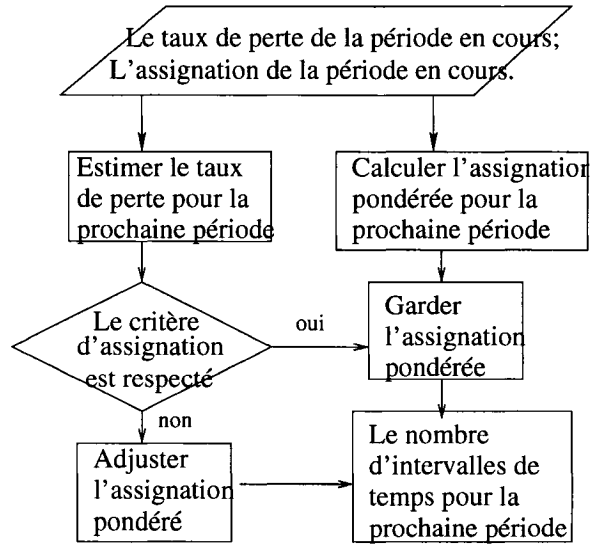 Le taux de perte de la période en cours;
L'assignation de la période en cours.
Estimer le taux
de perte pour la
prochaine période
Calculer l'assignation
pondérée pour la
prochaine période
Le critère
d'assignation
est respecté
oui
Garder
l'assignation
pondérée
non
Adjuster
l'assignation
pondéré
Le nombre
d'intervalles de
temps pour la
prochaine période